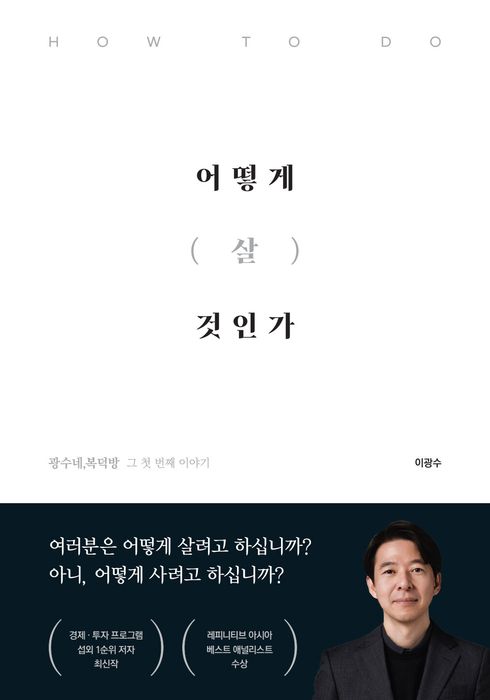 HOW TO DO
어떻게
( 살 )
것인가
광수네,복덕방 그 첫 번째 이야기
이광수
여러분은 어떻게 살려고 하십니까?
아니, 어떻게 사려고 하십니까?
경제·투자 프로그램
섭외 1순위 저자
최신작
레피니티브 아시아
베스트 애널리스트
수상